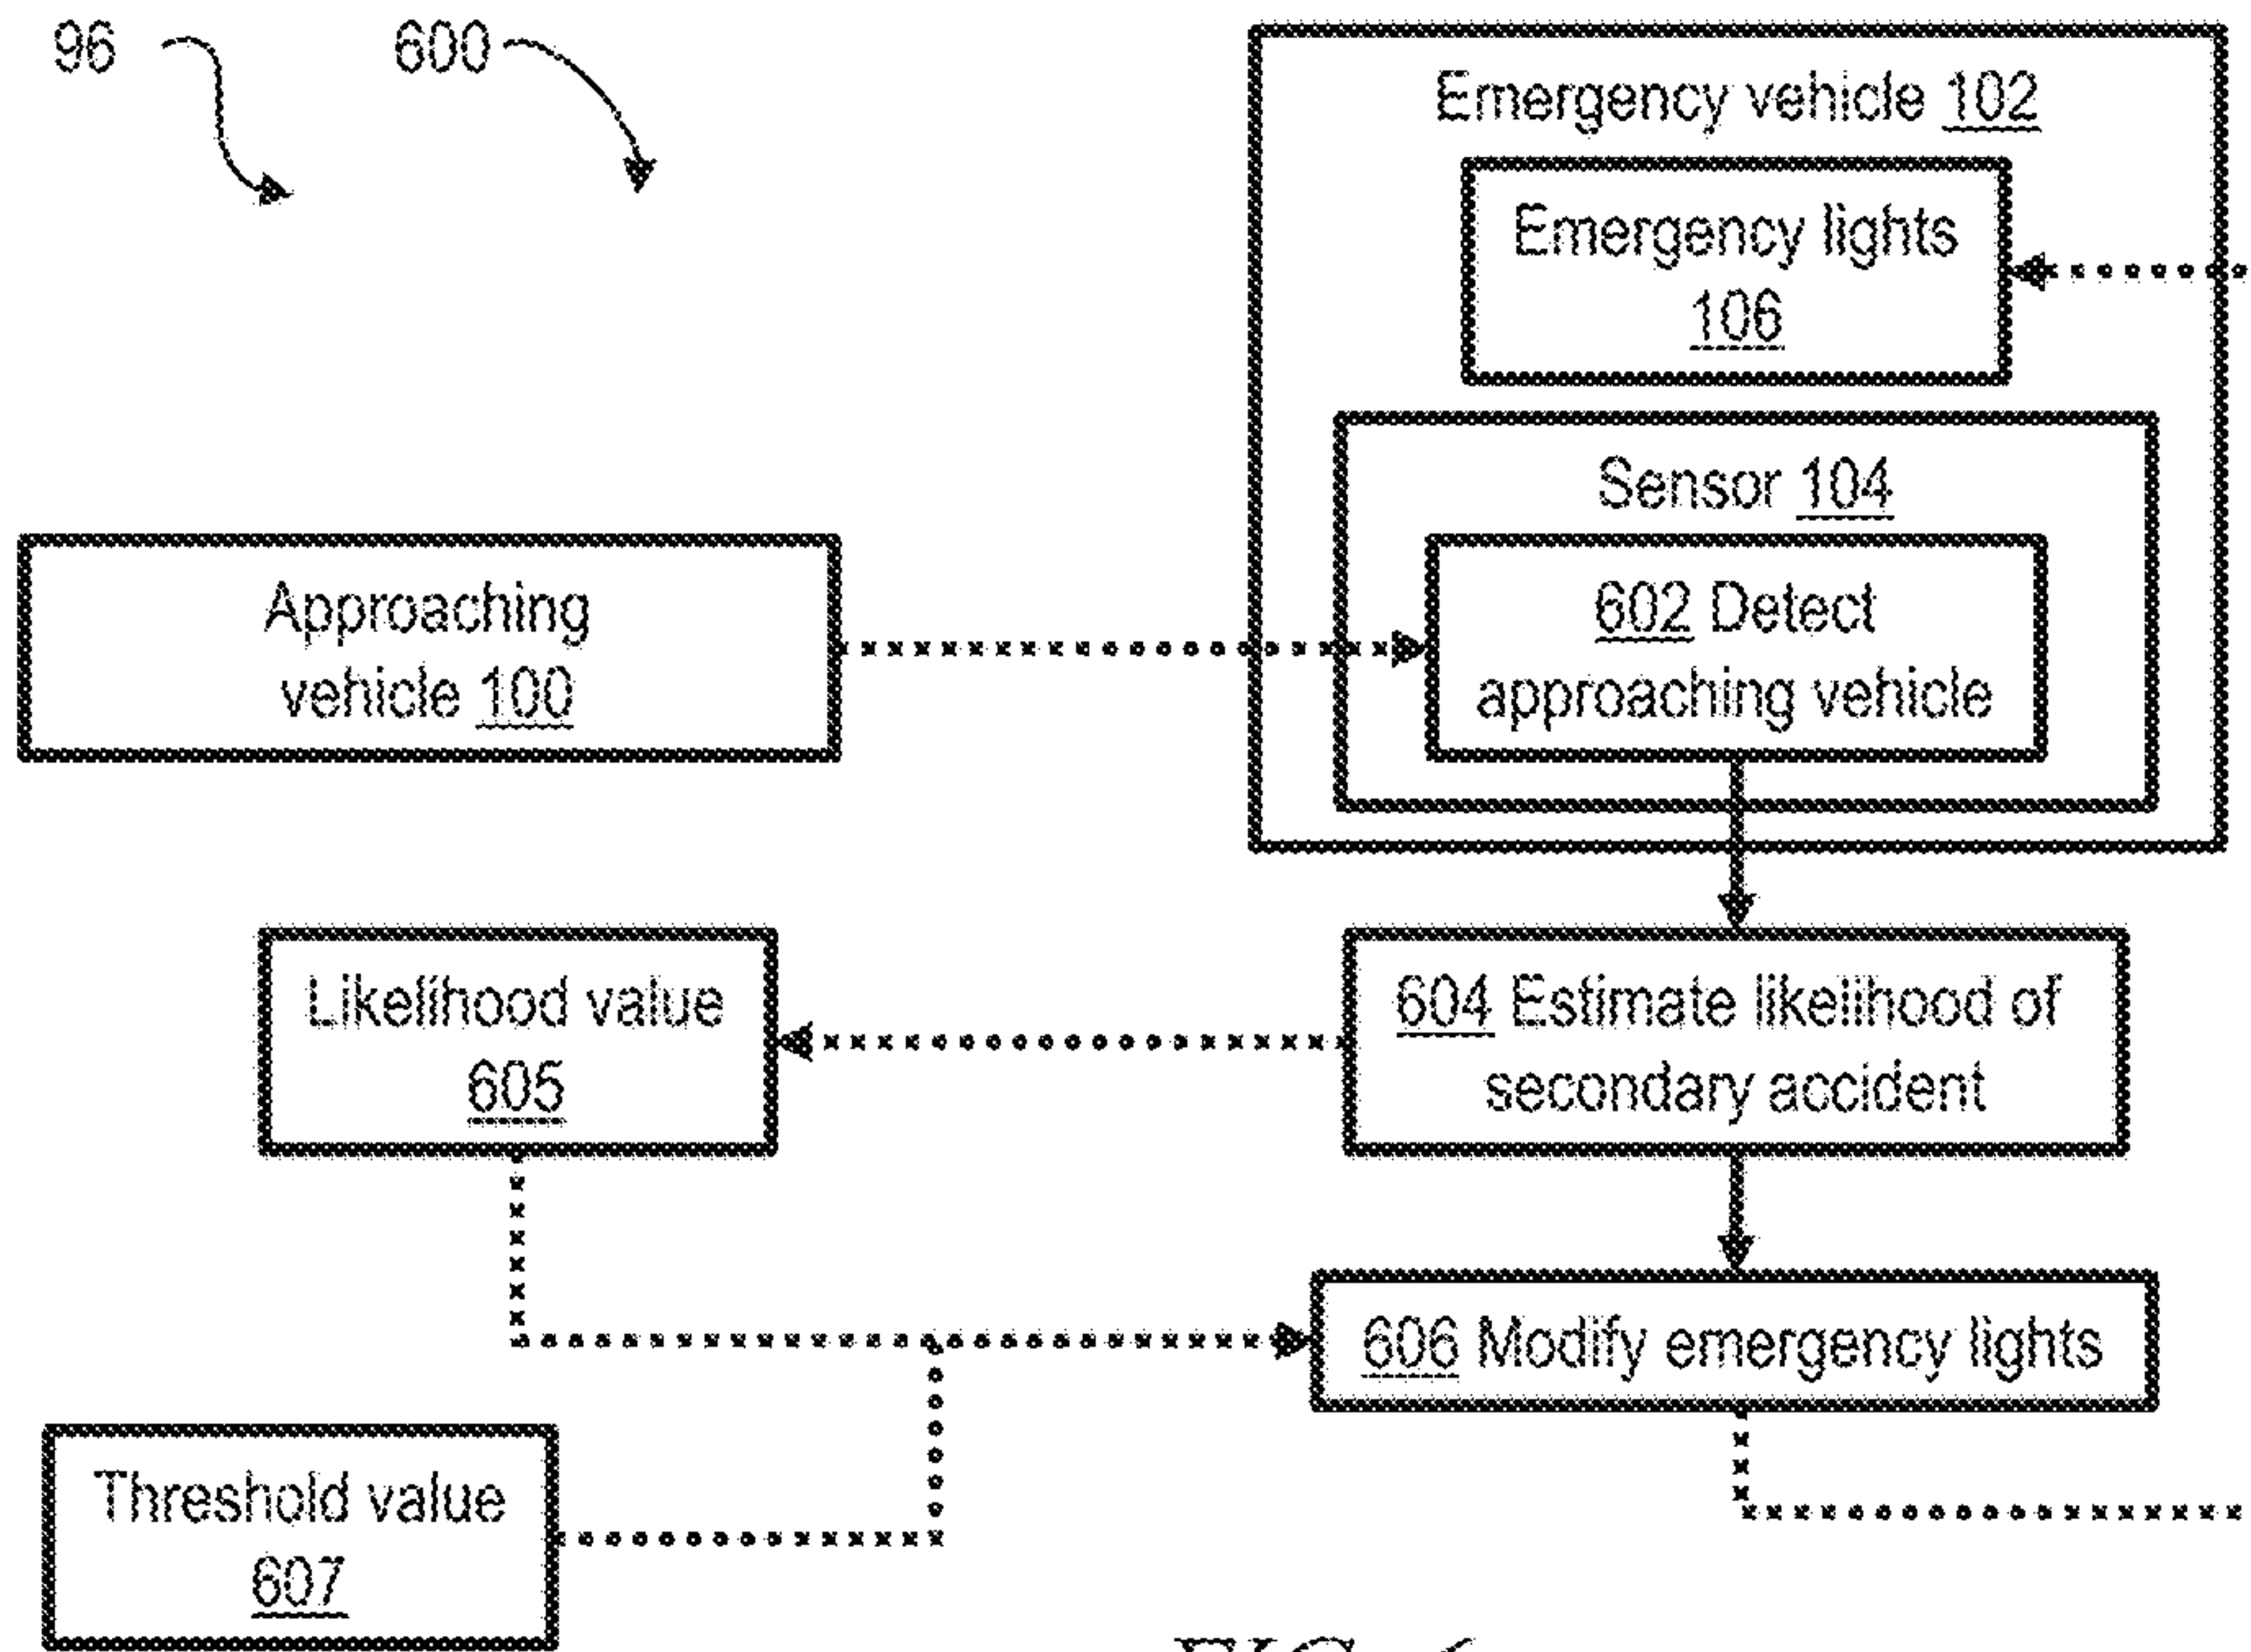 96
600
Emergency vehicle 102
Emergency lights
106
Sensor 104
Approaching
vehicle 100
602 Detect
approaching vehicle
Likelihood value
605
604 Estimate likelihood of
secondary accident
606 Modify emergency lights
Threshold value
607